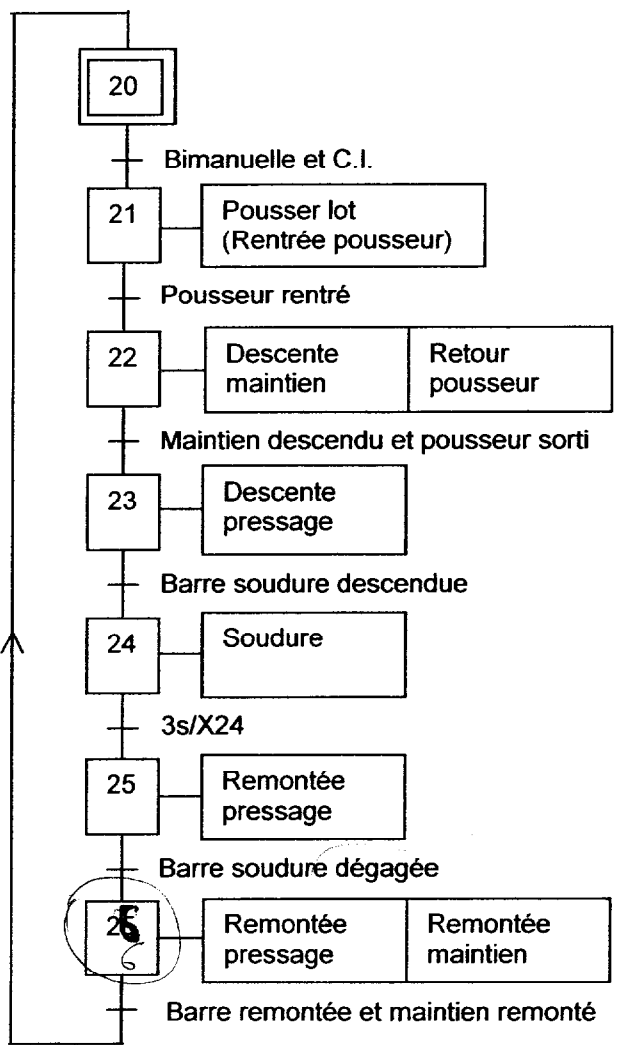 20
Bimanuelle et C.I.
21
Pousser lot
(Rentrée pousseur)
Pousseur rentré
22
Descente
maintien
Retour
pousseur
Maintien descendu et pousseur sorti
23
Descente
pressage
Barre soudure descendue
24
Soudure
3s/X24
25
Remontée
pressage
Barre soudure dégagée
26
Remontée
pressage
Remontée
maintien
Barre remontée et maintien remonté